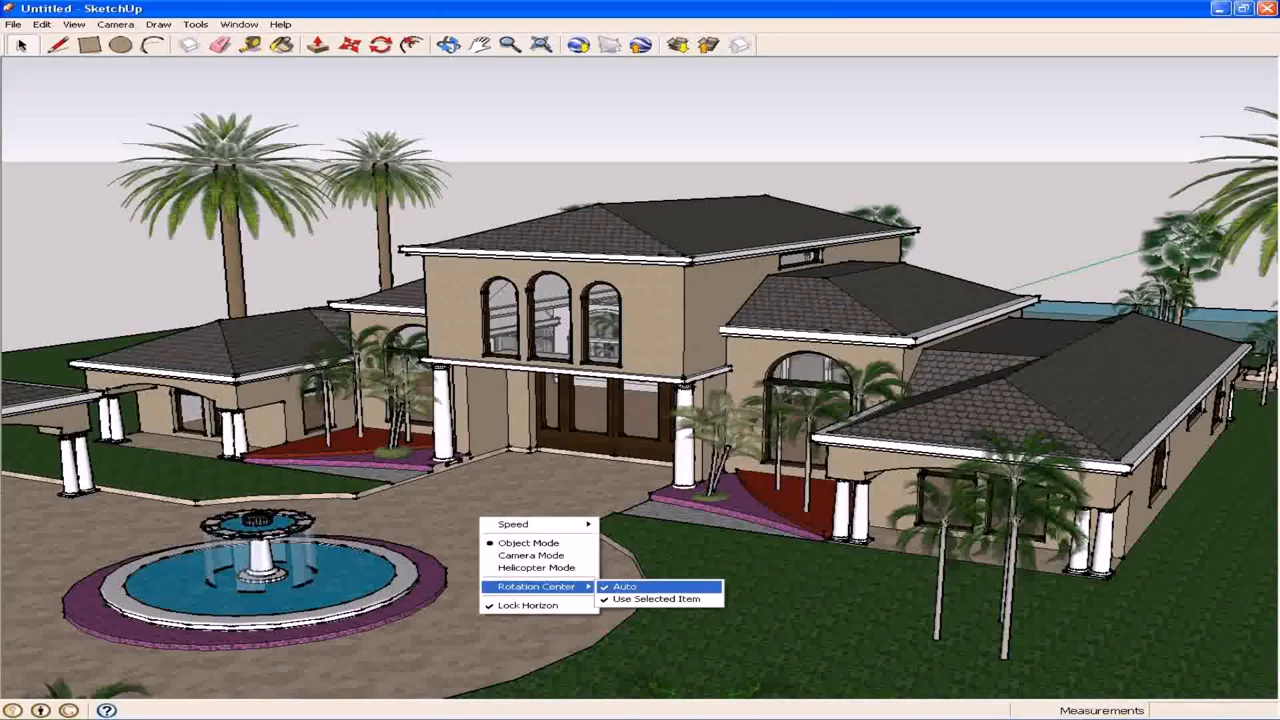 Untitled - SketchUp
File Edit View Camera Draw Tools Window Help
Speed
Object Mode
Camera Mode
Helicopter Mode
Rotation Center
Auto
Use Selected Item
Lock Horizon
Measurements